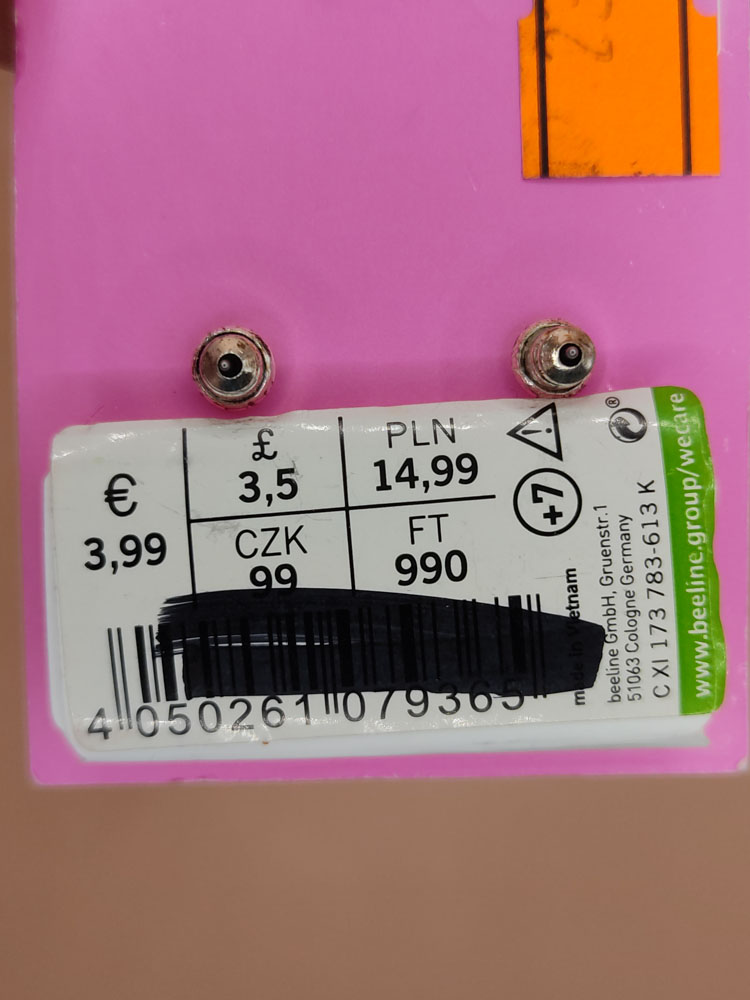 €
3,99
£
3,5
PLN
14,99
CZK
99
FT
990
+7
4 050261 079365
made in Vietnam
beeline GmbH, Gruenstr.1
51063 Cologne Germany
C XI 173 783-613 K
www.beeline.group/wecare
®